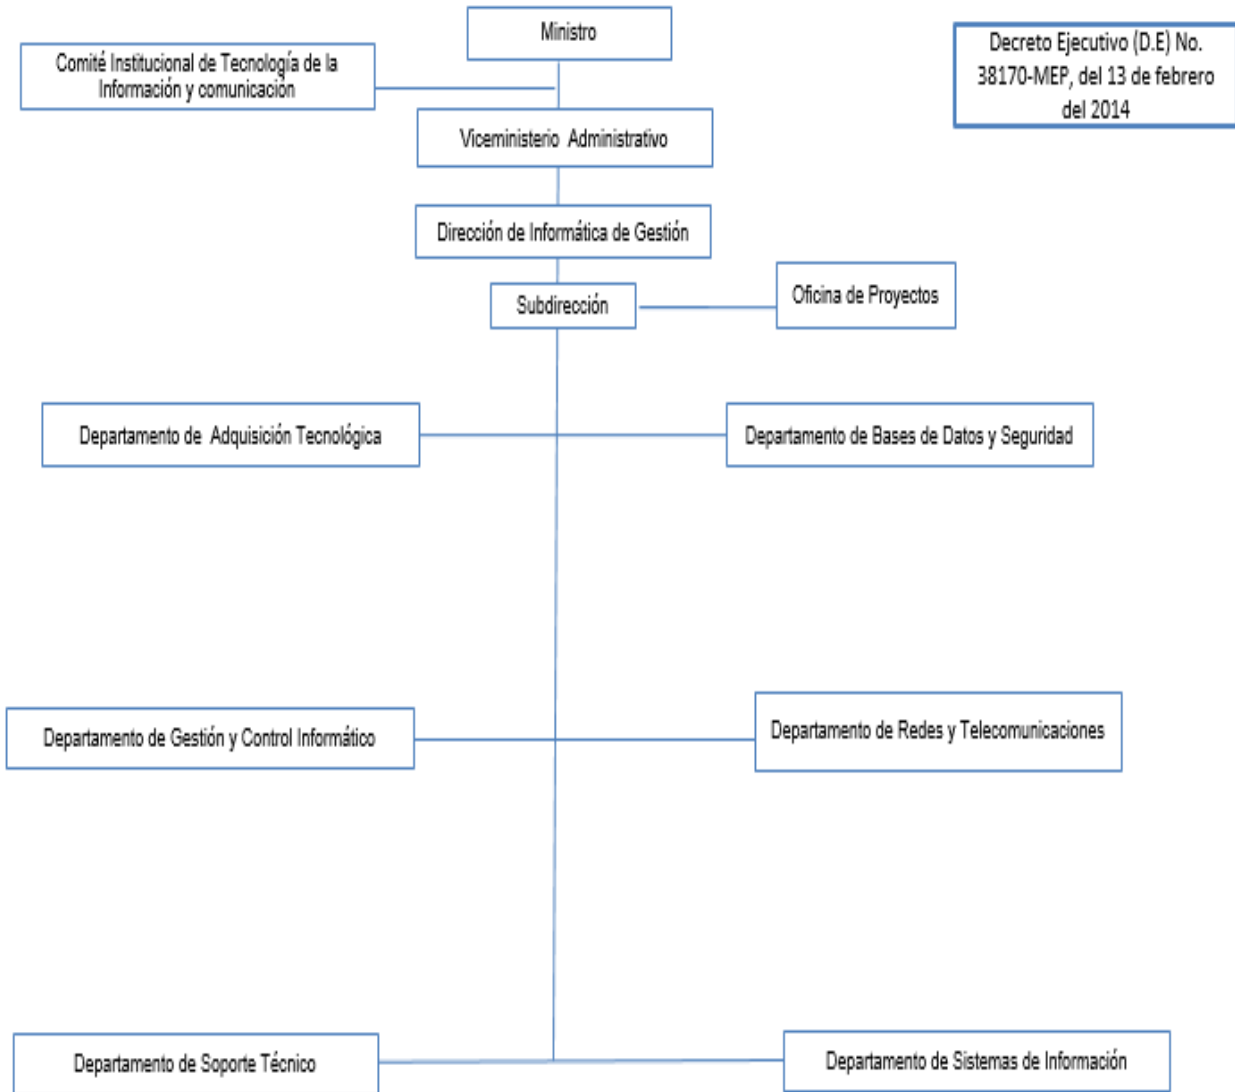 Ministro
Comité Institucional de Tecnología de la
Información y comunicación
Decreto Ejecutivo (D.E) No.
38170-MEP, del 13 de febrero
del 2014
Viceministerio Administrativo
Dirección de Informática de Gestión
Subdirección
Oficina de Proyectos
Departamento de Adquisición Tecnológica
Departamento de Bases de Datos y Seguridad
Departamento de Gestión y Control Informático
Departamento de Redes y Telecomunicaciones
Departamento de Soporte Técnico
Departamento de Sistemas de Información